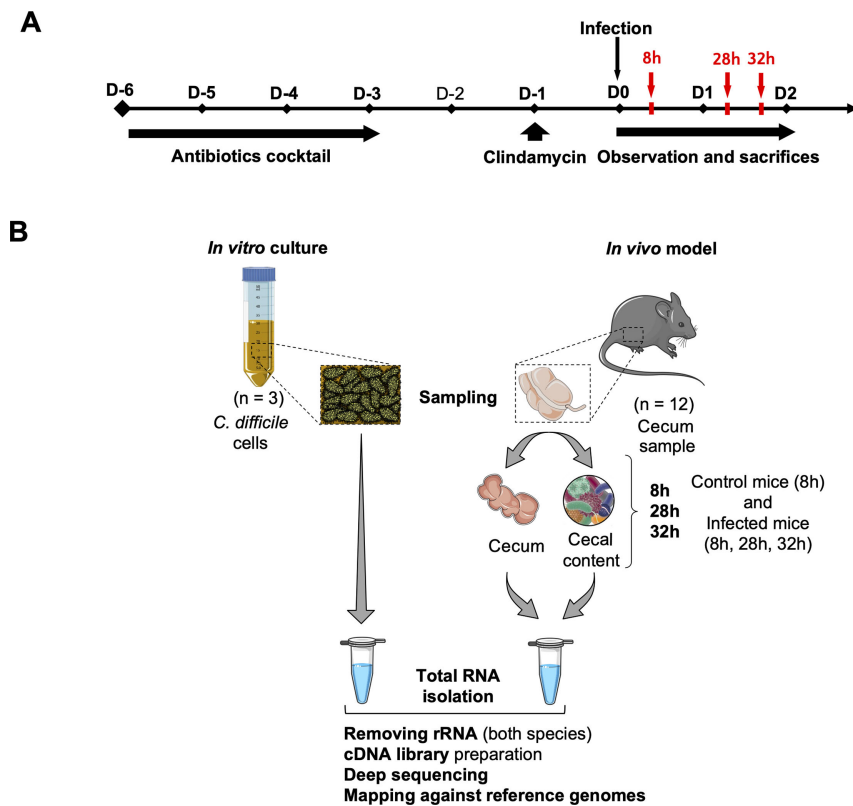 A
Infection
8h
28h
32h
D-6
D-5
D-4
D-3
D-2
D-1
D0
D1
D2
Antibiotics cocktail
Clindamycin
Observation and sacrifices
B
In vitro culture
In vivo model
(n = 3)
C. difficile
cells
Sampling
(n = 12)
Cecum
sample
Cecum
Cecal
content
8h
28h
32h
Control mice (8h)
and
Infected mice
(8h, 28h, 32h)
Total RNA
isolation
Removing rRNA (both species)
cDNA library preparation
Deep sequencing
Mapping against reference genomes